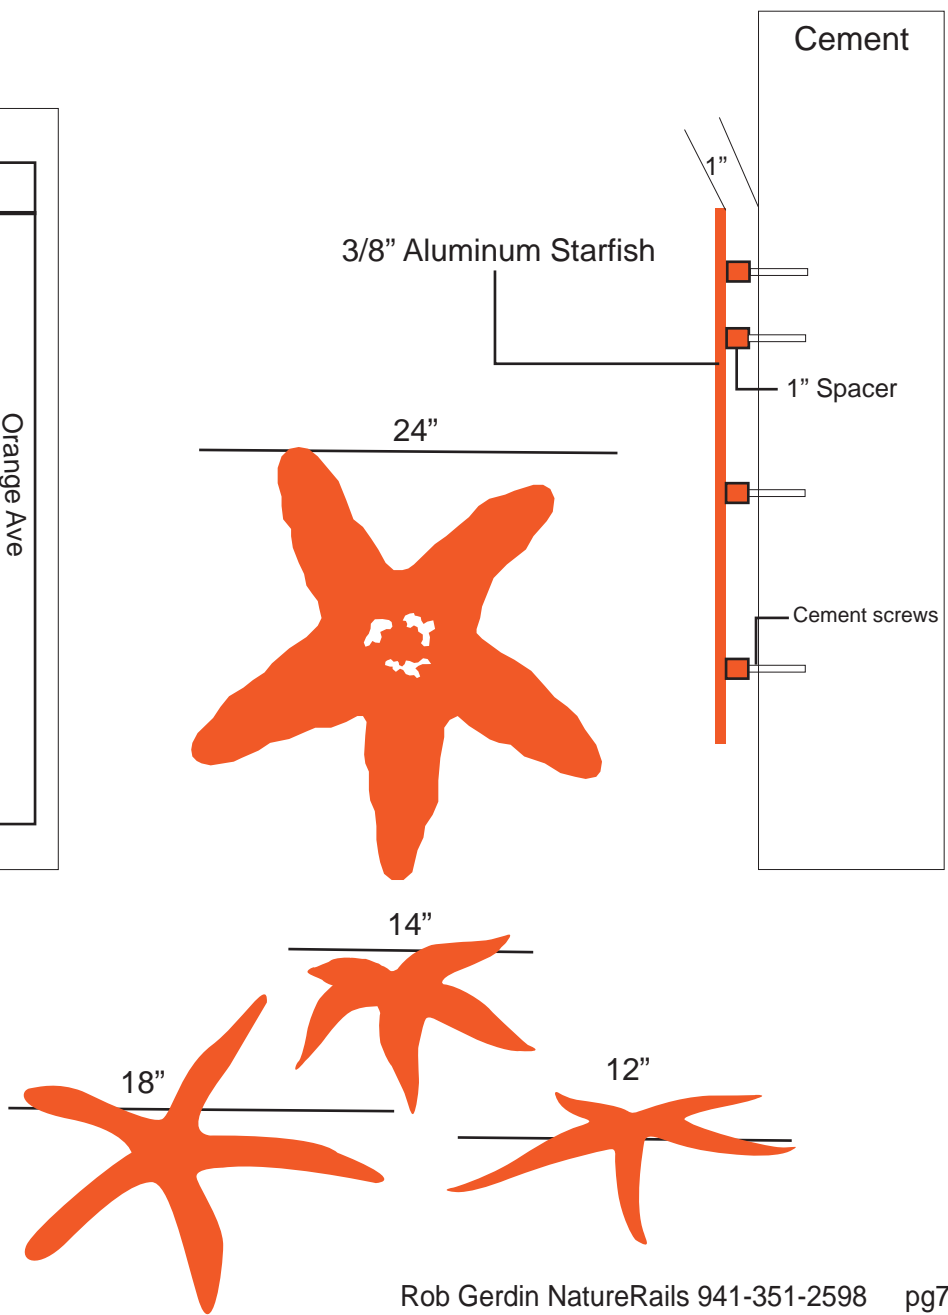 Cement
1”
3/8” Aluminum Starfish
1” Spacer
24”
Orange Ave
Cement screws
14”
18”
12”
Rob Gerdin NatureRails 941-351-2598 pg7